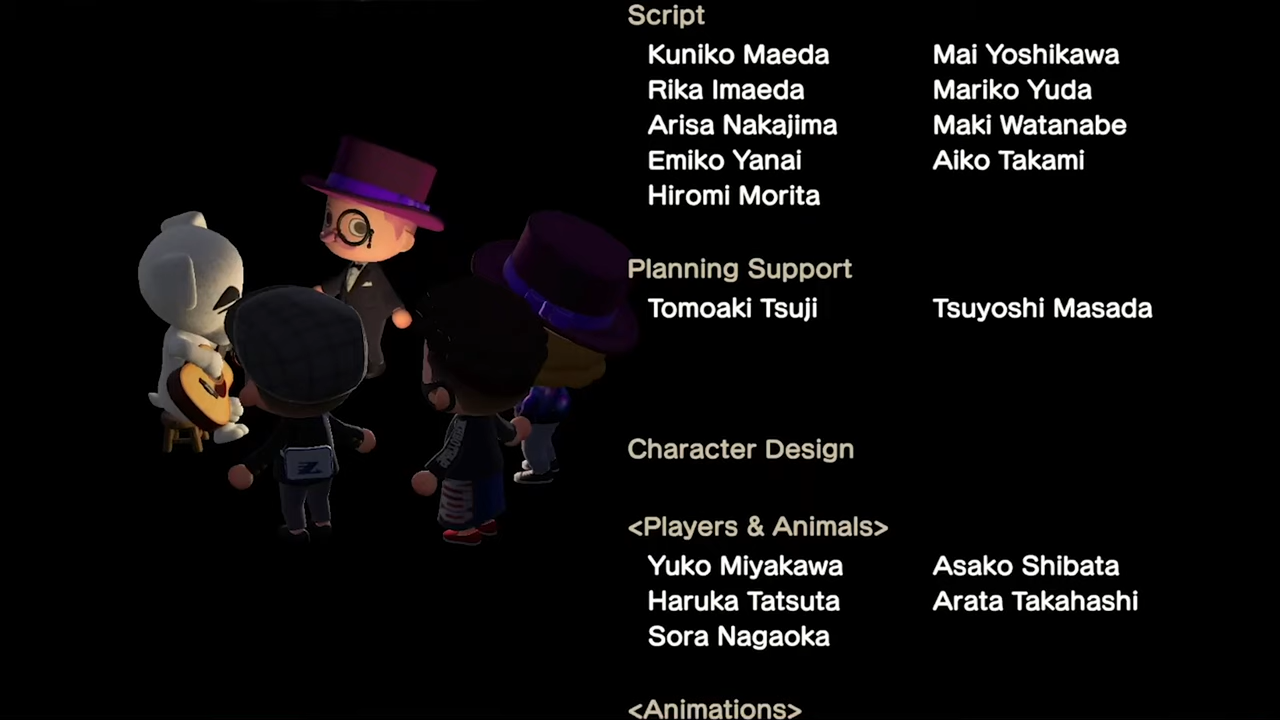 Script
Kuniko Maeda Mai Yoshikawa
Rika Imaeda Mariko Yuda
Arisa Nakajima Maki Watanabe
Emiko Yanai Aiko Takami
Hiromi Morita
Planning Support
Tomoaki Tsuji Tsuyoshi Masada
Character Design
<Players & Animals>
Yuko Miyakawa Asako Shibata
Haruka Tatsuta Arata Takahashi
Sora Nagaoka
<Animations>